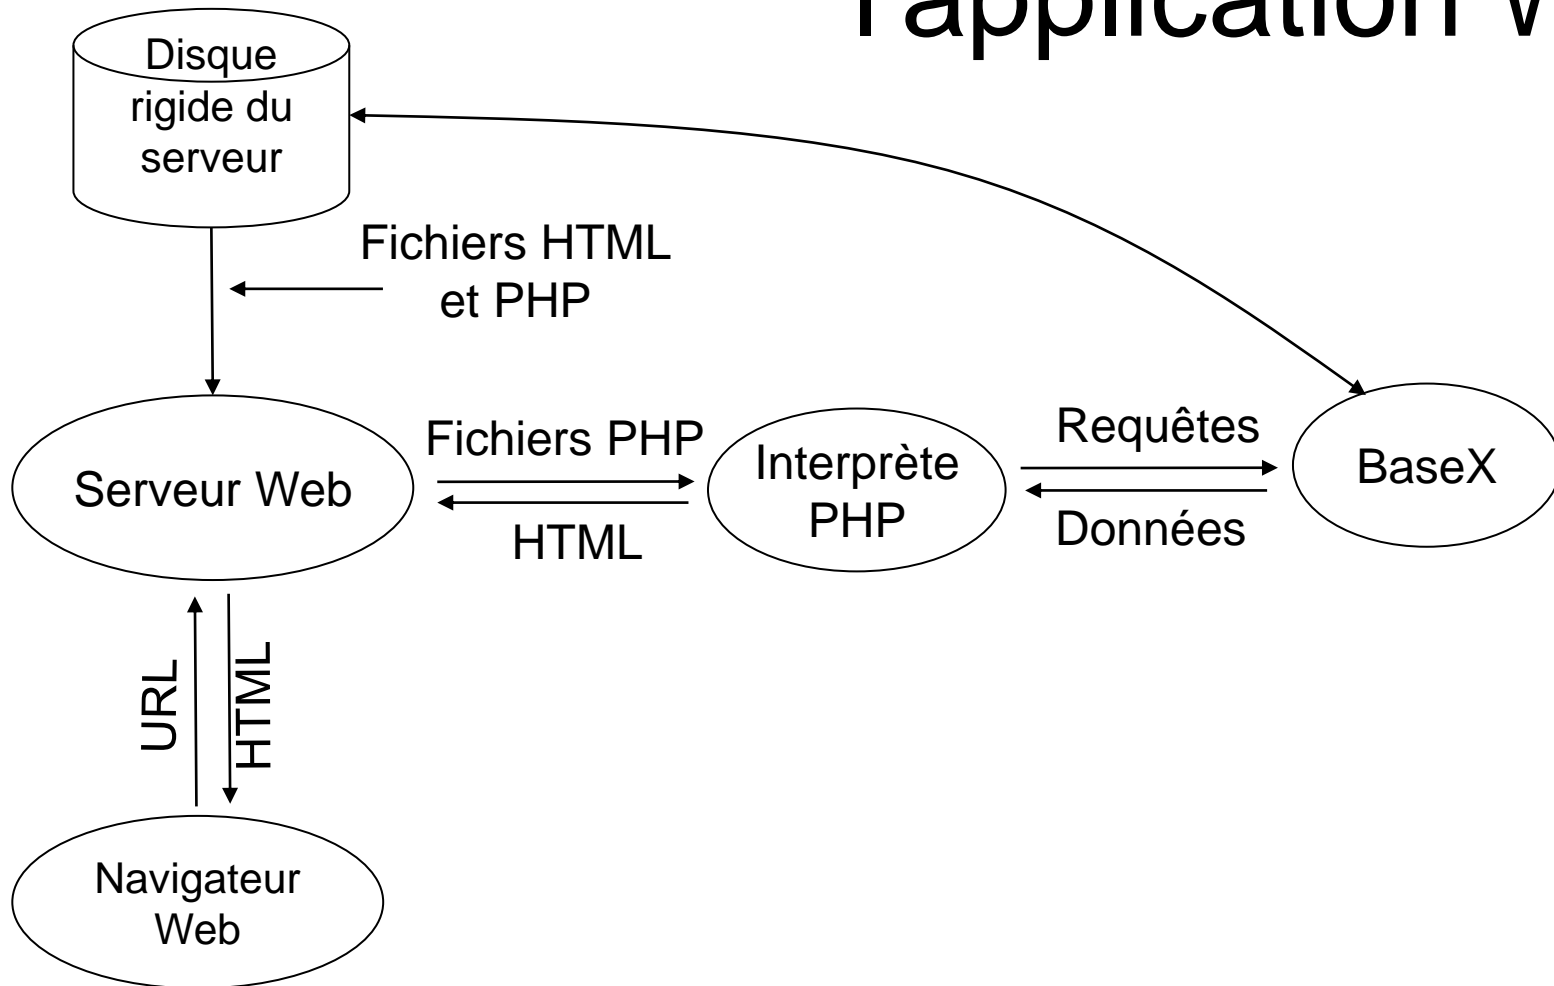 l'application
Disque
rigide du
serveur
Fichiers HTML
et PHP
Fichiers PHP
Requêtes
Serveur Web
Interprète
PHP
BaseX
HTML
Données
URL
HTML
Navigateur
Web